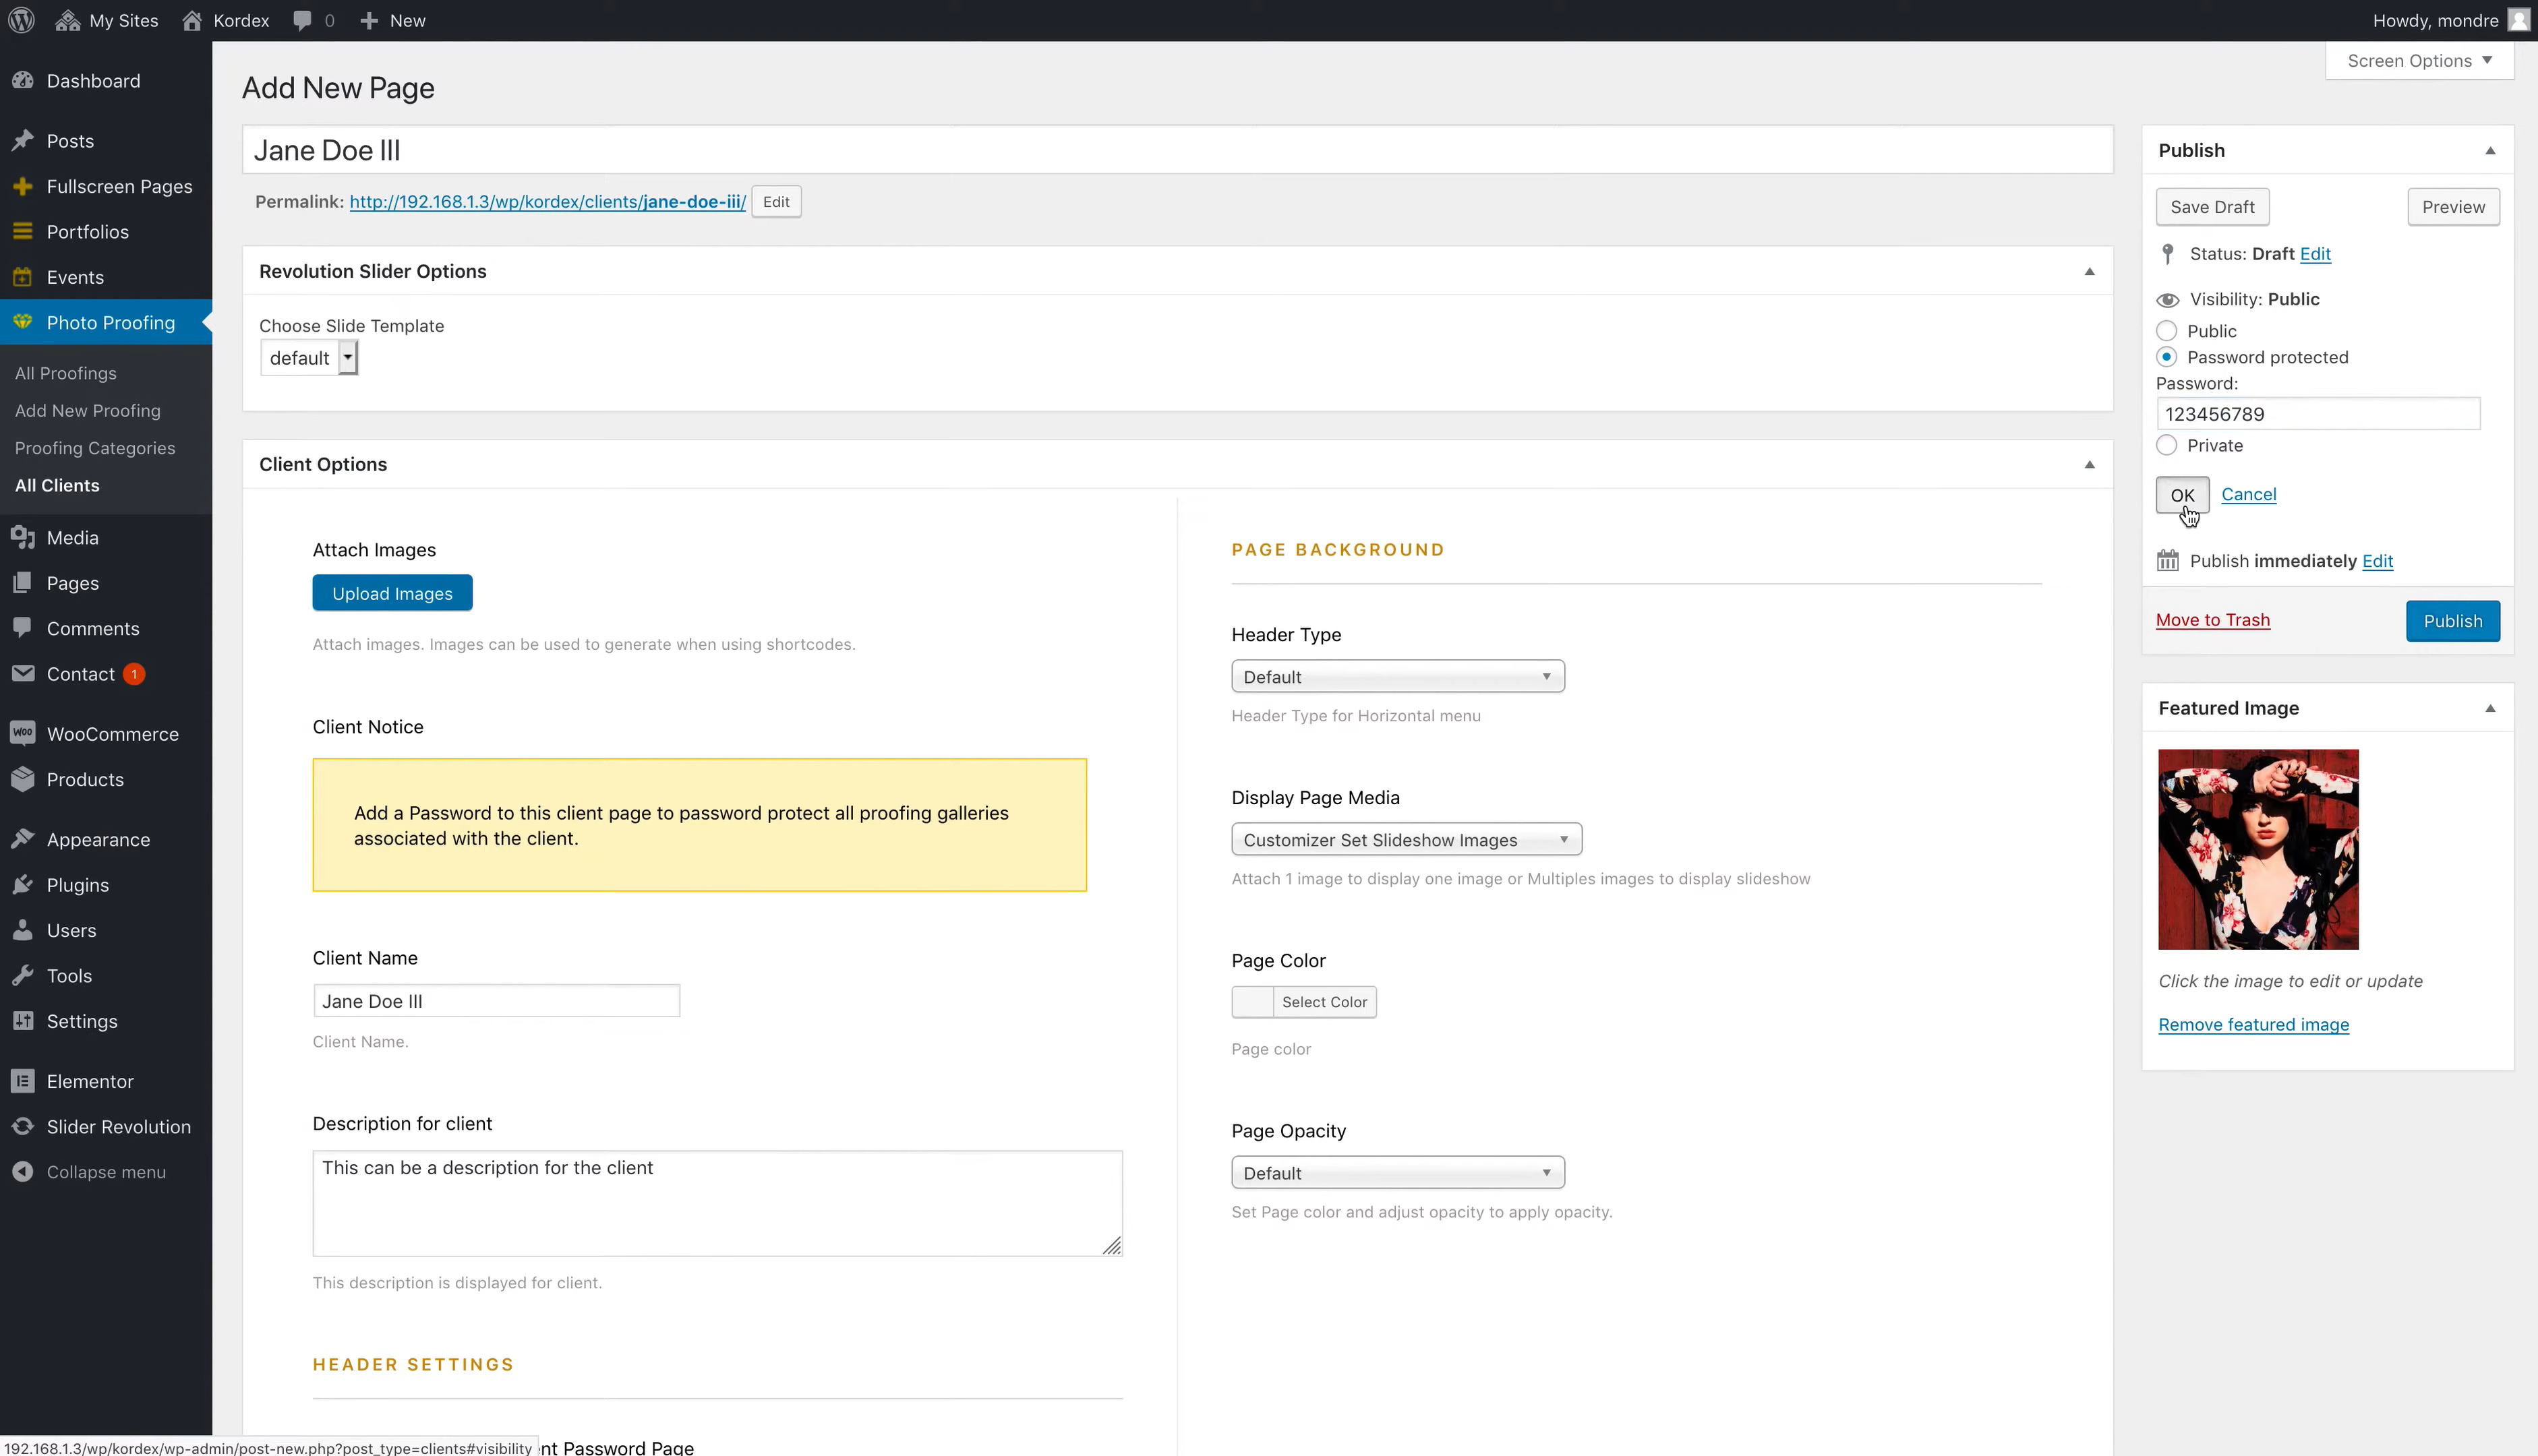 My Sites
Kordex
0
New
Howdy, mondre
Dashboard
Posts
Fullscreen Pages
Portfolios
Events
Photo Proofing
All Proofings
Add New Proofing
Proofing Categories
All Clients
Media
Pages
Comments
Contact 1
WooCommerce
Products
Appearance
Plugins
Users
Tools
Settings
Elementor
Slider Revolution
Collapse menu
Screen Options
Add New Page
Jane Doe III
Permalink: http://192.168.1.3/wp/kordex/clients/jane-doe-iii/ Edit
Revolution Slider Options
Choose Slide Template
default
Client Options
Attach Images
Upload Images
Attach images. Images can be used to generate when using shortcodes.
Client Notice
Add a Password to this client page to password protect all proofing galleries
associated with the client.
Client Name
Jane Doe III
Client Name.
Description for client
This can be a description for the client
This description is displayed for client.
HEADER SETTINGS
nt Password Page
PAGE BACKGROUND
Header Type
Default
Header Type for Horizontal menu
Display Page Media
Customizer Set Slideshow Images
Attach 1 image to display one image or Multiples images to display slideshow
Page Color
Select Color
Page color
Page Opacity
Default
Set Page color and adjust opacity to apply opacity.
Publish
Save Draft
Preview
Status: Draft Edit
Visibility: Public
Public
Password protected
Password:
123456789
Private
OK
Cancel
Publish immediately Edit
Move to Trash
Publish
Featured Image
Click the image to edit or update
Remove featured image
192.168.1.3/wp/kordex/wp-admin/post-new.php?post_type=clients#visibility